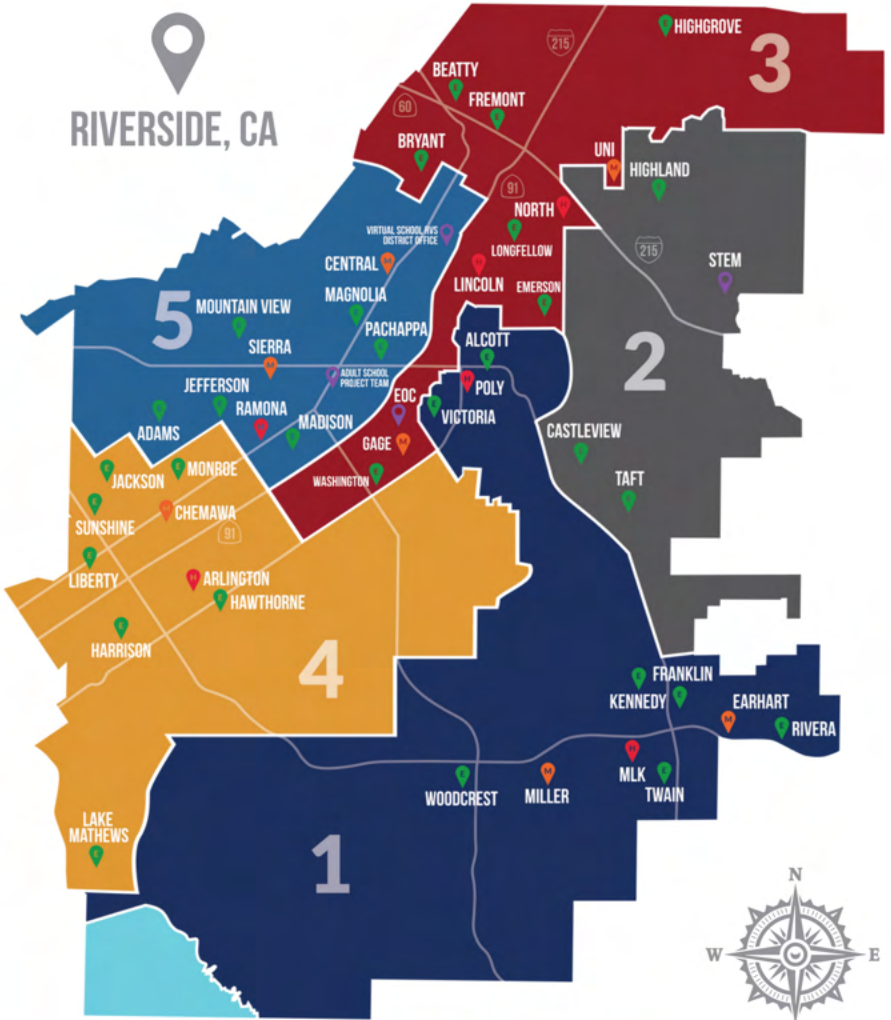 HIGHGROVE
3
215
BEATTY
FREMONT
60
RIVERSIDE, CA
BRYANT
UNI
HIGHLAND
91
NORTH
VIRTUAL SCHOOL RVS
DISTRICT OFFICE
LONGFELLOW
215
CENTRAL
LINCOLN
STEM
EMERSON
MAGNOLIA
5
MOUNTAIN VIEW
PACHAPPA
SIERRA
ALCOTT
2
ADULT SCHOOL
PROJECT TEAM
JEFFERSON
POLY
EOC
RAMONA
VICTORIA
MADISON
ADAMS
GAGE
CASTLEVIEW
MONROE
JACKSON
WASHINGTON
TAFT
CHEMAWA
SUNSHINE
91
LIBERTY
ARLINGTON
HAWTHORNE
HARRISON
4
FRANKLIN
KENNEDY
EARHART
RIVERA
MLK
WOODCREST
MILLER
TWAIN
LAKE
MATHEWS
1
N
W
E